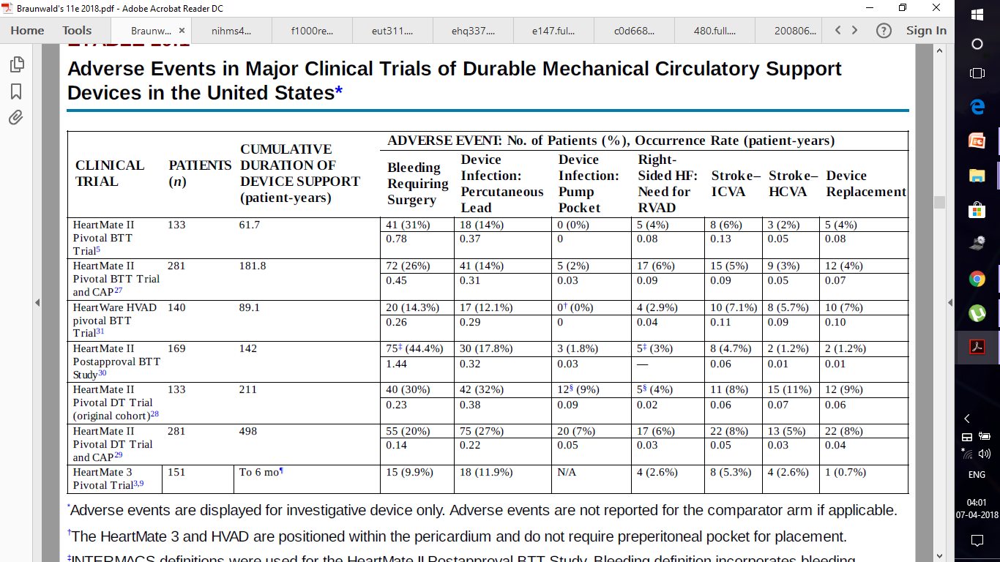 Braunwald's 11e 2018.pdf - Adobe Acrobat Reader DC
Home Tools Braunw... × nihms4... f1000re... eut311.... ehq337.... e147.ful... c0d668... 480.full.... 200806... Sign In
Adverse Events in Major Clinical Trials of Durable Mechanical Circulatory Support
Devices in the United States*
CLINICAL TRIAL
PATIENTS (n)
CUMULATIVE DURATION OF DEVICE SUPPORT (patient-years)
ADVERSE EVENT: No. of Patients (%), Occurrence Rate (patient-years)
Bleeding Requiring Surgery
Device Infection: Percutaneous Lead
Device Infection: Pump Pocket
Right-Sided HF: Need for RVAD
Stroke–ICVA
Stroke–HCVA
Device Replacement
HeartMate II 133 61.7 41 (31%) 18 (14%) 0 (0%) 5 (4%) 8 (6%) 3 (2%) 5 (4%)
Pivotal BTT 0.78 0.37 0 0.08 0.13 0.05 0.08
Trial5
HeartMate II 281 181.8 72 (26%) 41 (14%) 5 (2%) 17 (6%) 15 (5%) 9 (3%) 12 (4%)
Pivotal BTT Trial 0.45 0.31 0.03 0.09 0.09 0.05 0.07
and CAP27
HeartWare HVAD 140 89.1 20 (14.3%) 17 (12.1%) 0† (0%) 4 (2.9%) 10 (7.1%) 8 (5.7%) 10 (7%)
pivotal BTT 0.26 0.29 0 0.04 0.11 0.09 0.10
Trial31
HeartMate II 169 142 75‡ (44.4%) 30 (17.8%) 3 (1.8%) 5‡ (3%) 8 (4.7%) 2 (1.2%) 2 (1.2%)
Postapproval BTT 1.44 0.32 0.03 — 0.06 0.01 0.01
Study30
HeartMate II 133 211 40 (30%) 42 (32%) 12§ (9%) 5§ (4%) 11 (8%) 15 (11%) 12 (9%)
Pivotal DT Trial 0.23 0.38 0.09 0.02 0.06 0.07 0.06
(original cohort)28
HeartMate II 281 498 55 (20%) 75 (27%) 20 (7%) 17 (6%) 22 (8%) 13 (5%) 22 (8%)
Pivotal DT Trial 0.14 0.22 0.05 0.03 0.05 0.03 0.04
and CAP29
HeartMate 3 151 To 6 mo¶ 15 (9.9%) 18 (11.9%) N/A 4 (2.6%) 8 (5.3%) 4 (2.6%) 1 (0.7%)
Pivotal Trial3,9
*Adverse events are displayed for investigative device only. Adverse events are not reported for the comparator arm if applicable.
†The HeartMate 3 and HVAD are positioned within the pericardium and do not require preperitoneal pocket for placement.
‡INTERMACS definitions were used for the HeartMate II Postapproval BTT Study. Bleeding definition incorporates bleeding
ENG
04:01
07-04-2018